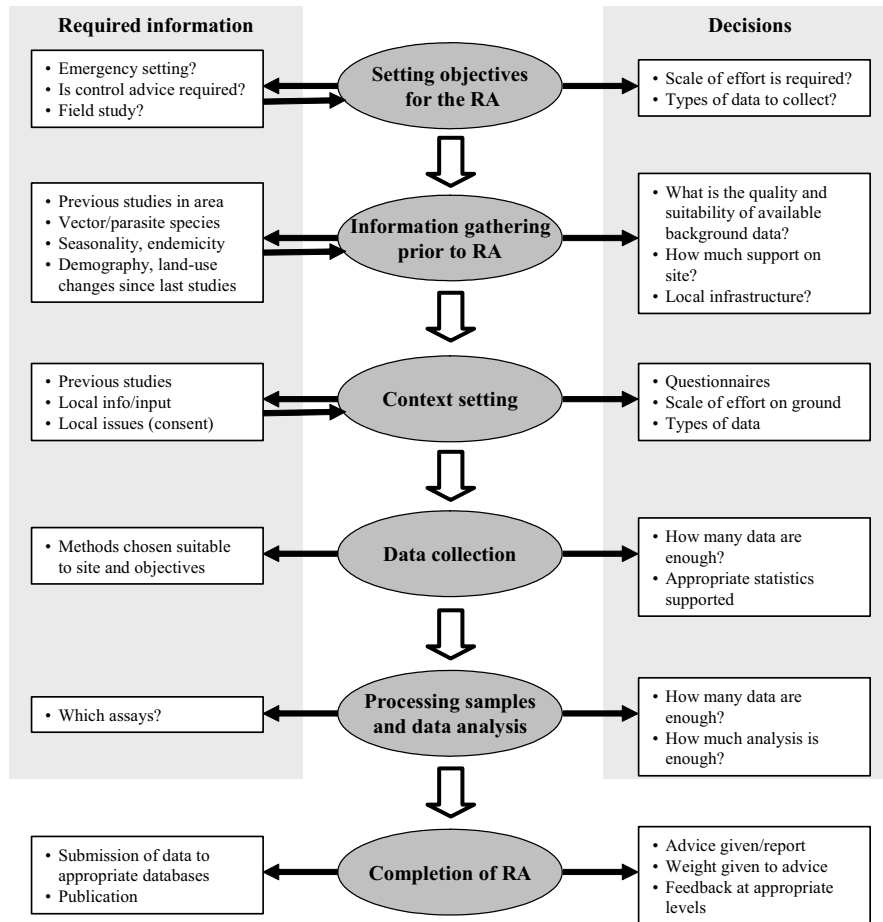 Required information
Decisions
• Emergency setting?
• Is control advice required?
• Field study?
Setting objectives
for the RA
• Scale of effort is required?
• Types of data to collect?
• Previous studies in area
• Vector/parasite species
• Seasonality, endemicity
• Demography, land-use
changes since last studies
Information gathering
prior to RA
• What is the quality and
suitability of available
background data?
• How much support on
site?
• Local infrastructure?
• Previous studies
• Local info/input
• Local issues (consent)
Context setting
• Questionnaires
• Scale of effort on ground
• Types of data
• Methods chosen suitable
to site and objectives
Data collection
• How many data are
enough?
• Appropriate statistics
supported
• Which assays?
Processing samples
and data analysis
• How many data are
enough?
• How much analysis is
enough?
• Submission of data to
appropriate databases
• Publication
Completion of RA
• Advice given/report
• Weight given to advice
• Feedback at appropriate
levels